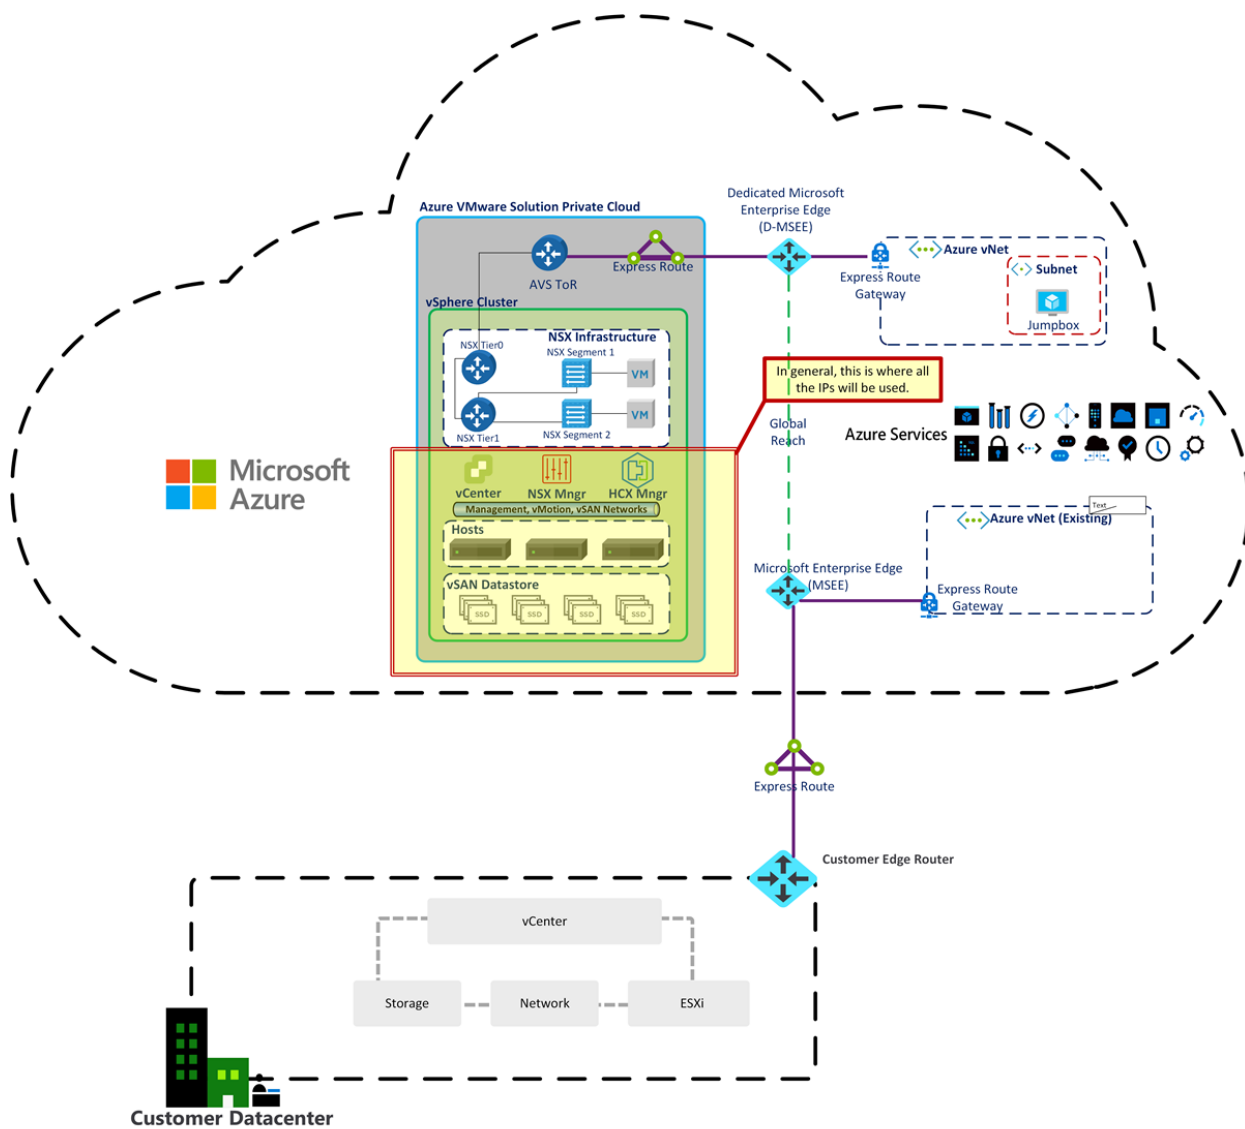 Azure VMware Solution Private Cloud
Dedicated Microsoft
Enterprise Edge
(D-MSEE)
Azure vNet
Express Route
AVS ToR
Express Route
Gateway
Subnet
Jumpbox
vSphere Cluster
NSX Infrastructure
NSX Tier0
NSX Segment 1
VM
VM
NSX Tier1
NSX Segment 2
In general, this is where all
the IPs will be used.
Global
Reach
Azure Services
Microsoft
Azure
vCenter
NSX Mngr
HCX Mngr
Management, vMotion, vSAN Networks
Hosts
vSAN Datastore
SSD
SSD
SSD
SSD
Text
Azure vNet (Existing)
Microsoft Enterprise Edge
(MSEE)
Express Route
Gateway
Express Route
Customer Edge Router
vCenter
Storage
Network
ESXi
Customer Datacenter